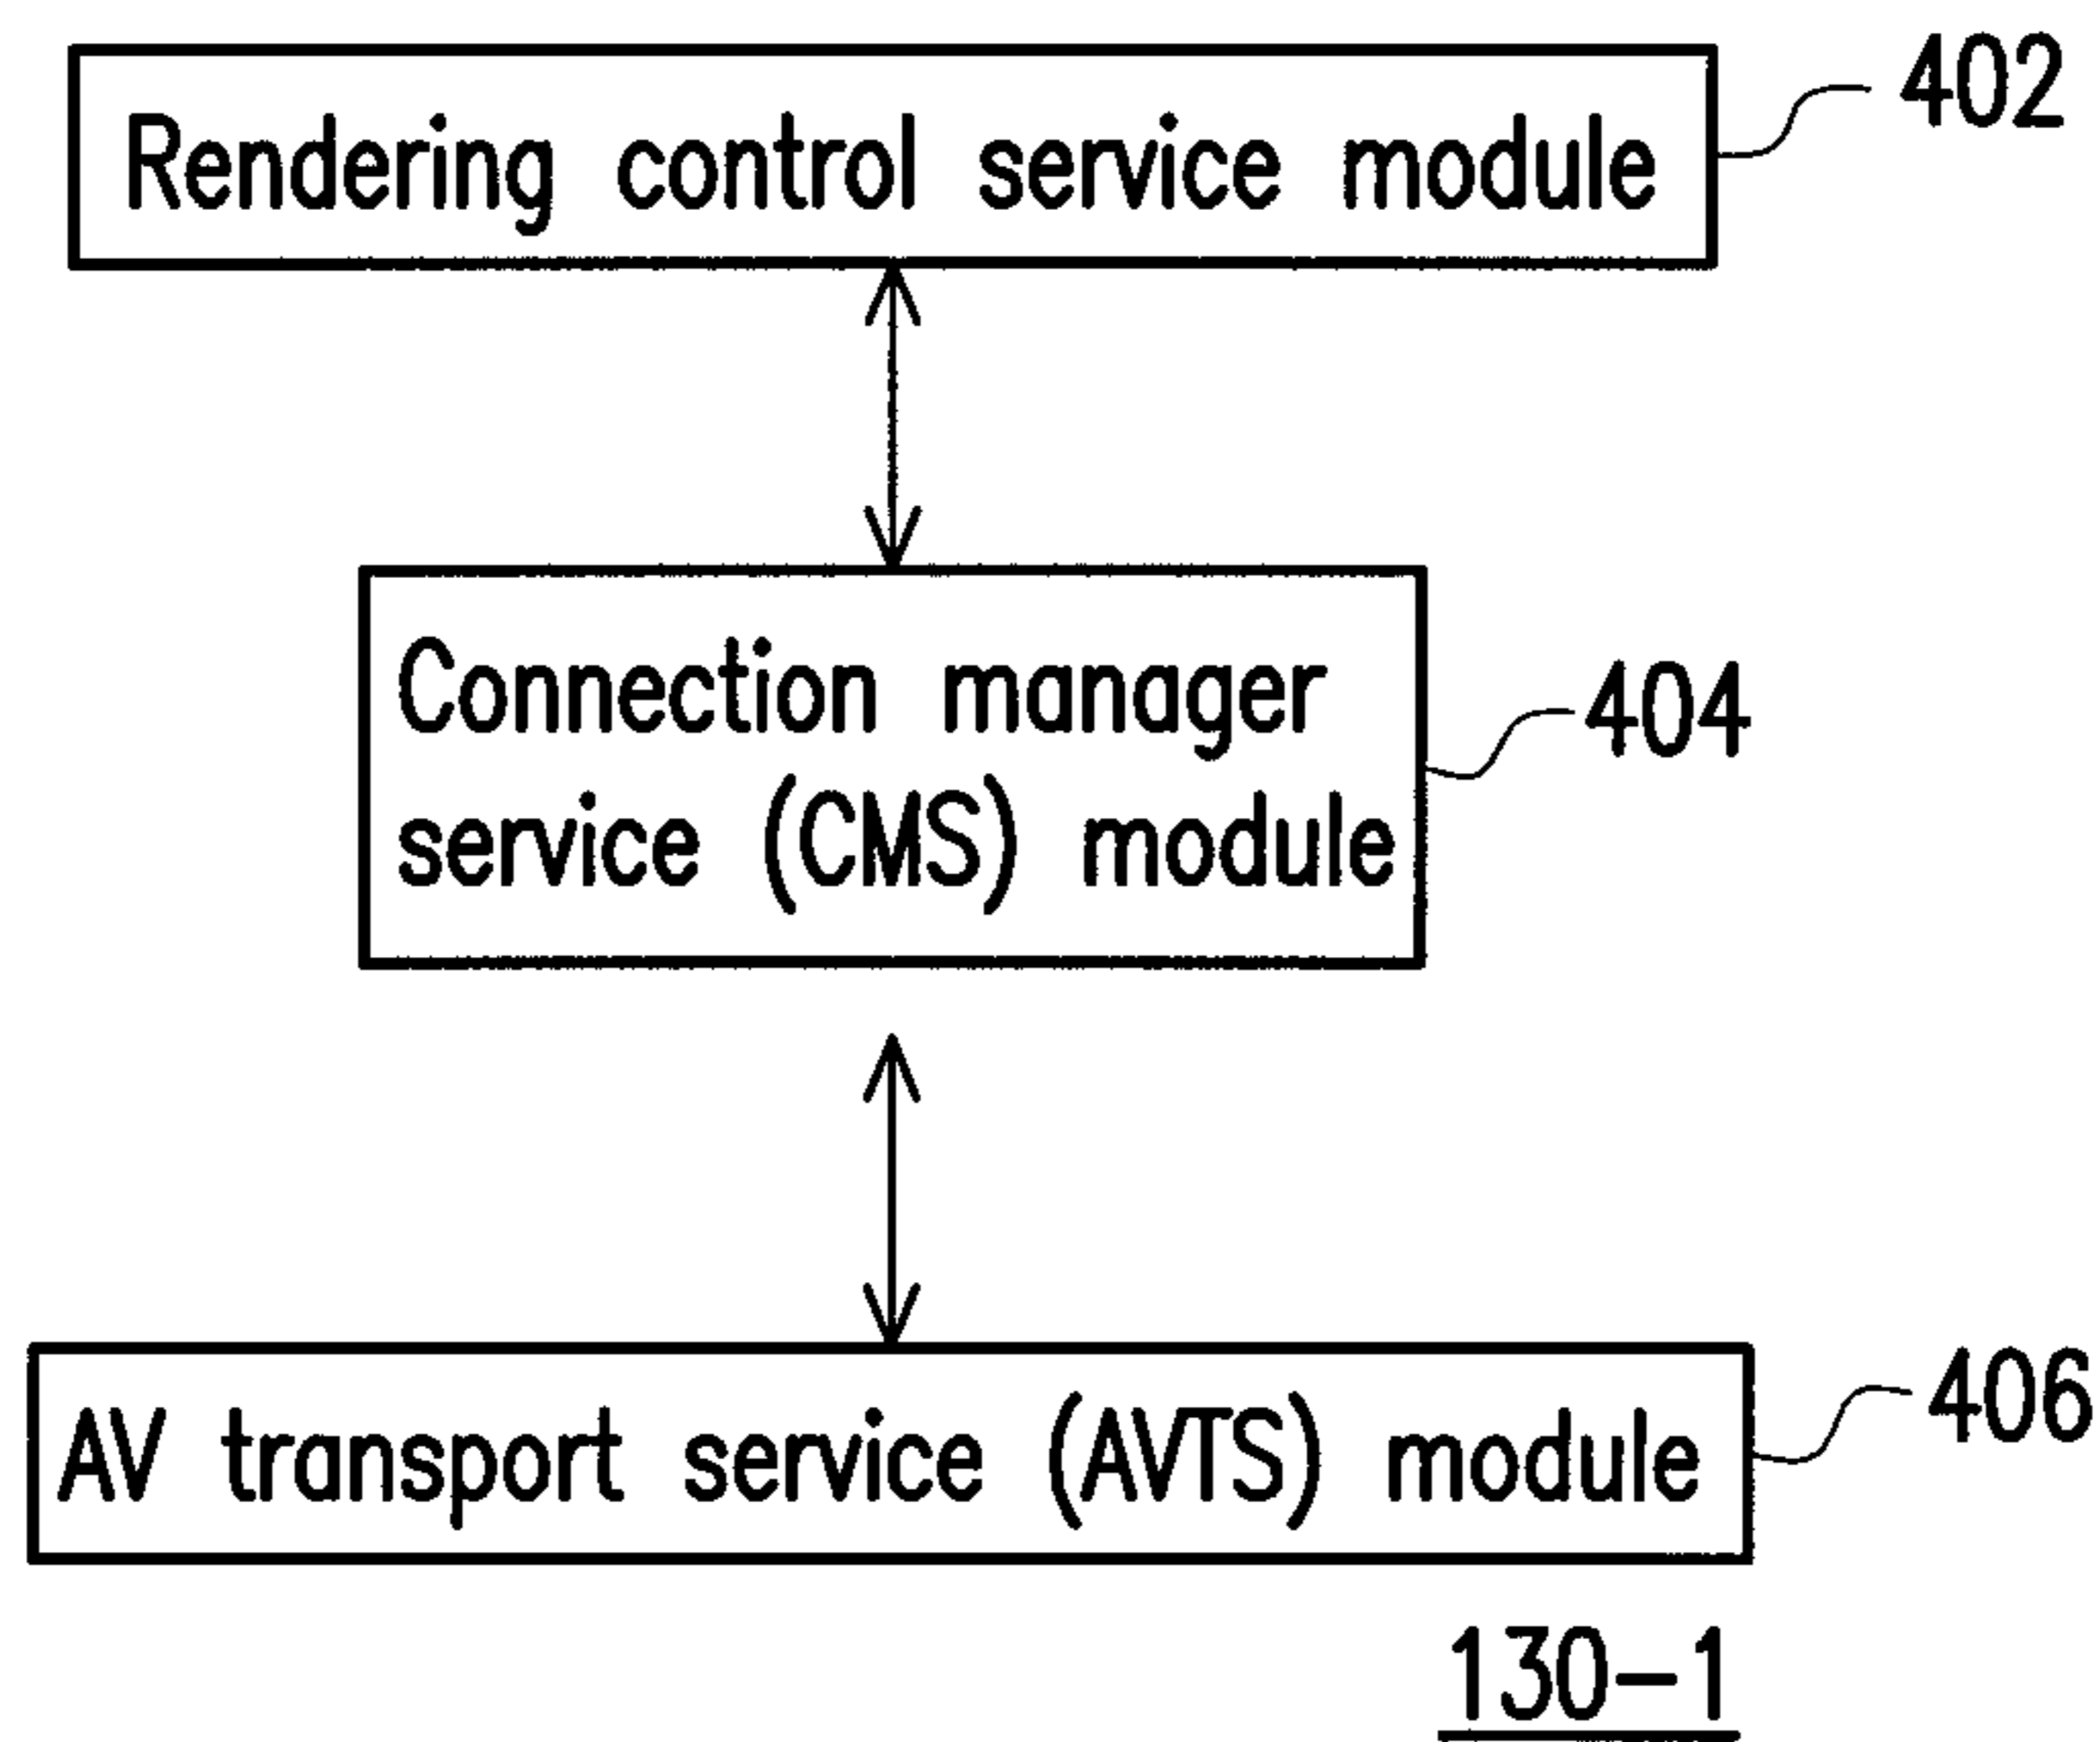 Rendering control service module
402
Connection manager
service (CMS) module
404
AV transport service (AVTS) module
406
130-1